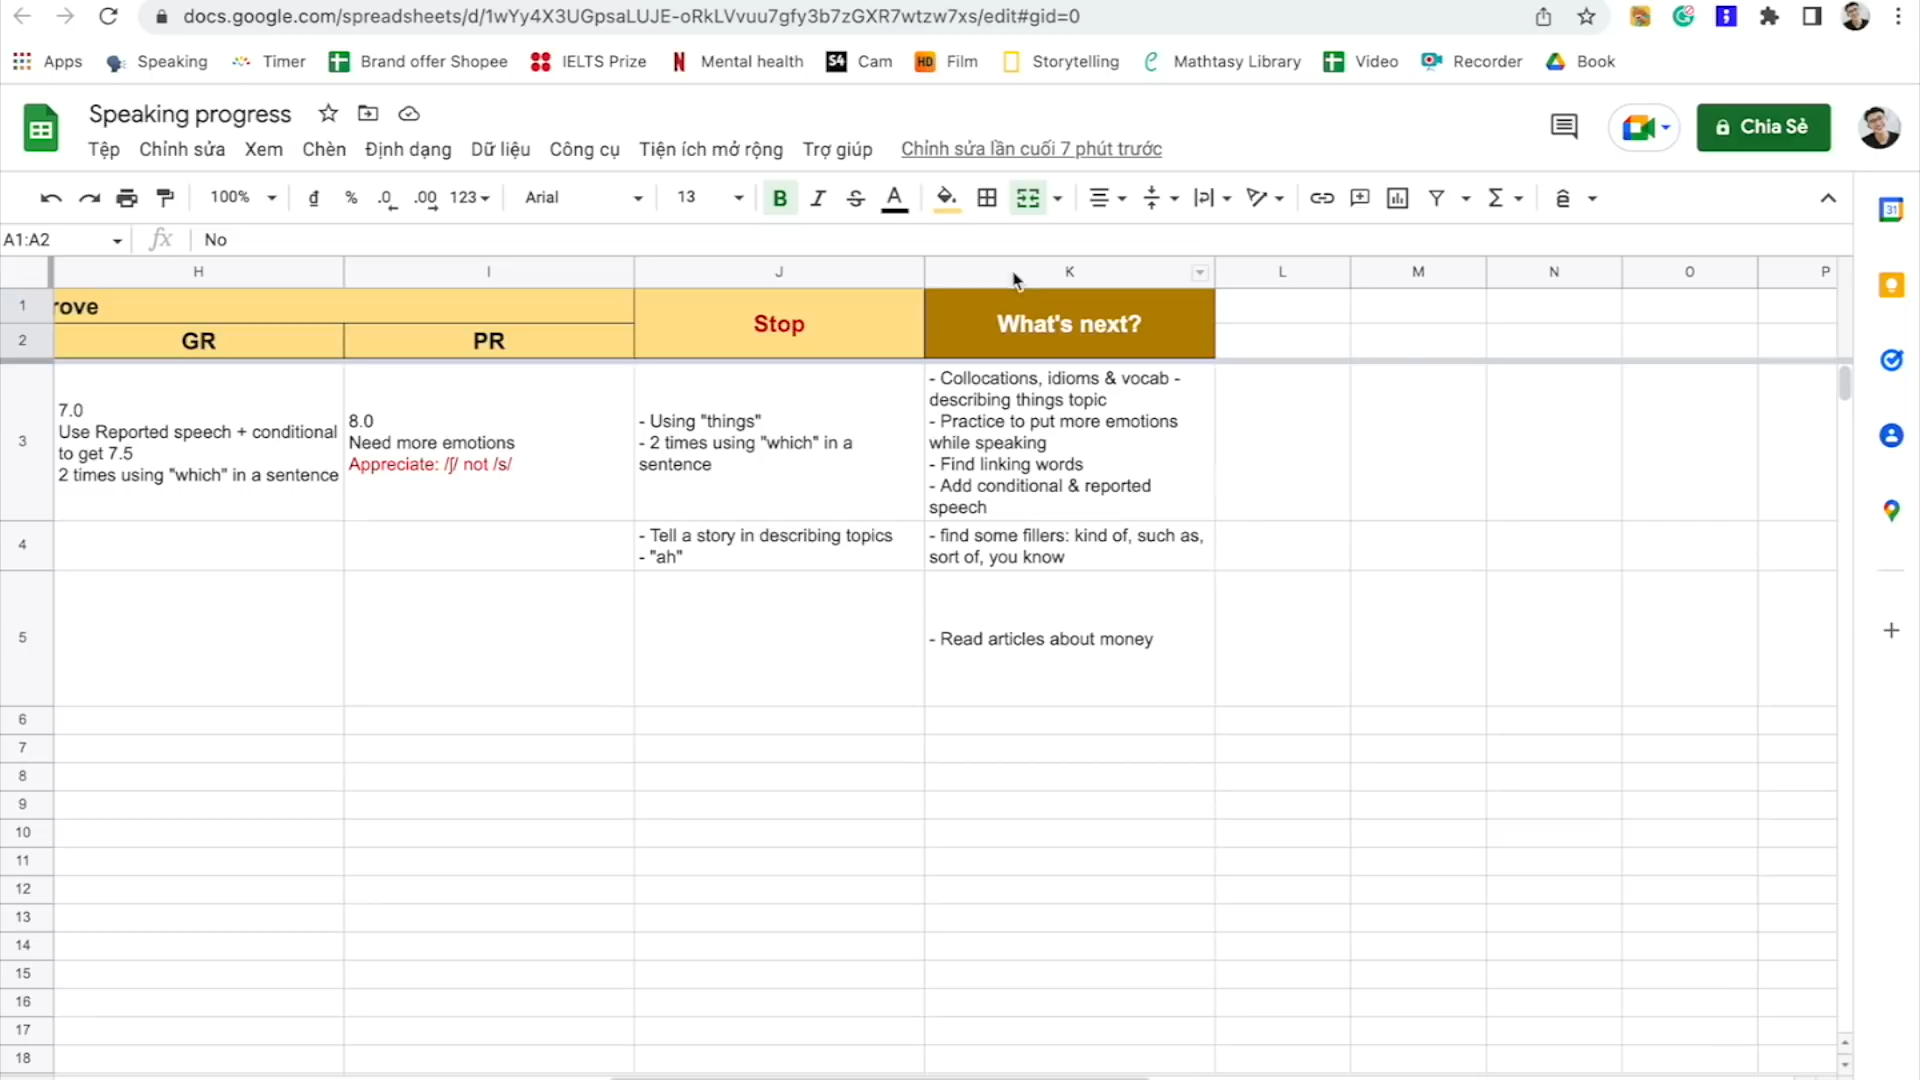 docs.google.com/spreadsheets/d/1wYy4X3UGpsaLUJE-oRkLVvuu7gfy3b7zGXR7wtzw7xs/edit#gid=0
Apps Speaking Timer Brand offer Shopee IELTS Prize N Mental health S4 Cam HD Film Storytelling Mathtasy Library Video Recorder Book
Speaking progress
Chia Sẻ
Tệp Chỉnh sửa Xem Chèn Định dạng Dữ liệu Công cụ Tiện ích mở rộng Trợ giúp Chỉnh sửa lần cuối 7 phút trước
100% đ % .0 .00 123 Arial 13 B I S A Σ ê
31
A1:A2 fx No
H I J K L M N O P
1 rove
Stop What's next?
2 GR PR
3
7.0
Use Reported speech + conditional
to get 7.5
2 times using "which" in a sentence
8.0
Need more emotions
Appreciate: /ʃ/ not /s/
- Using "things"
- 2 times using "which" in a
sentence
- Collocations, idioms & vocab -
describing things topic
- Practice to put more emotions
while speaking
- Find linking words
- Add conditional & reported
speech
4
- Tell a story in describing topics
- "ah"
- find some fillers: kind of, such as,
sort of, you know
5
- Read articles about money
6
7
8
9
10
11
12
13
14
15
16
17
18